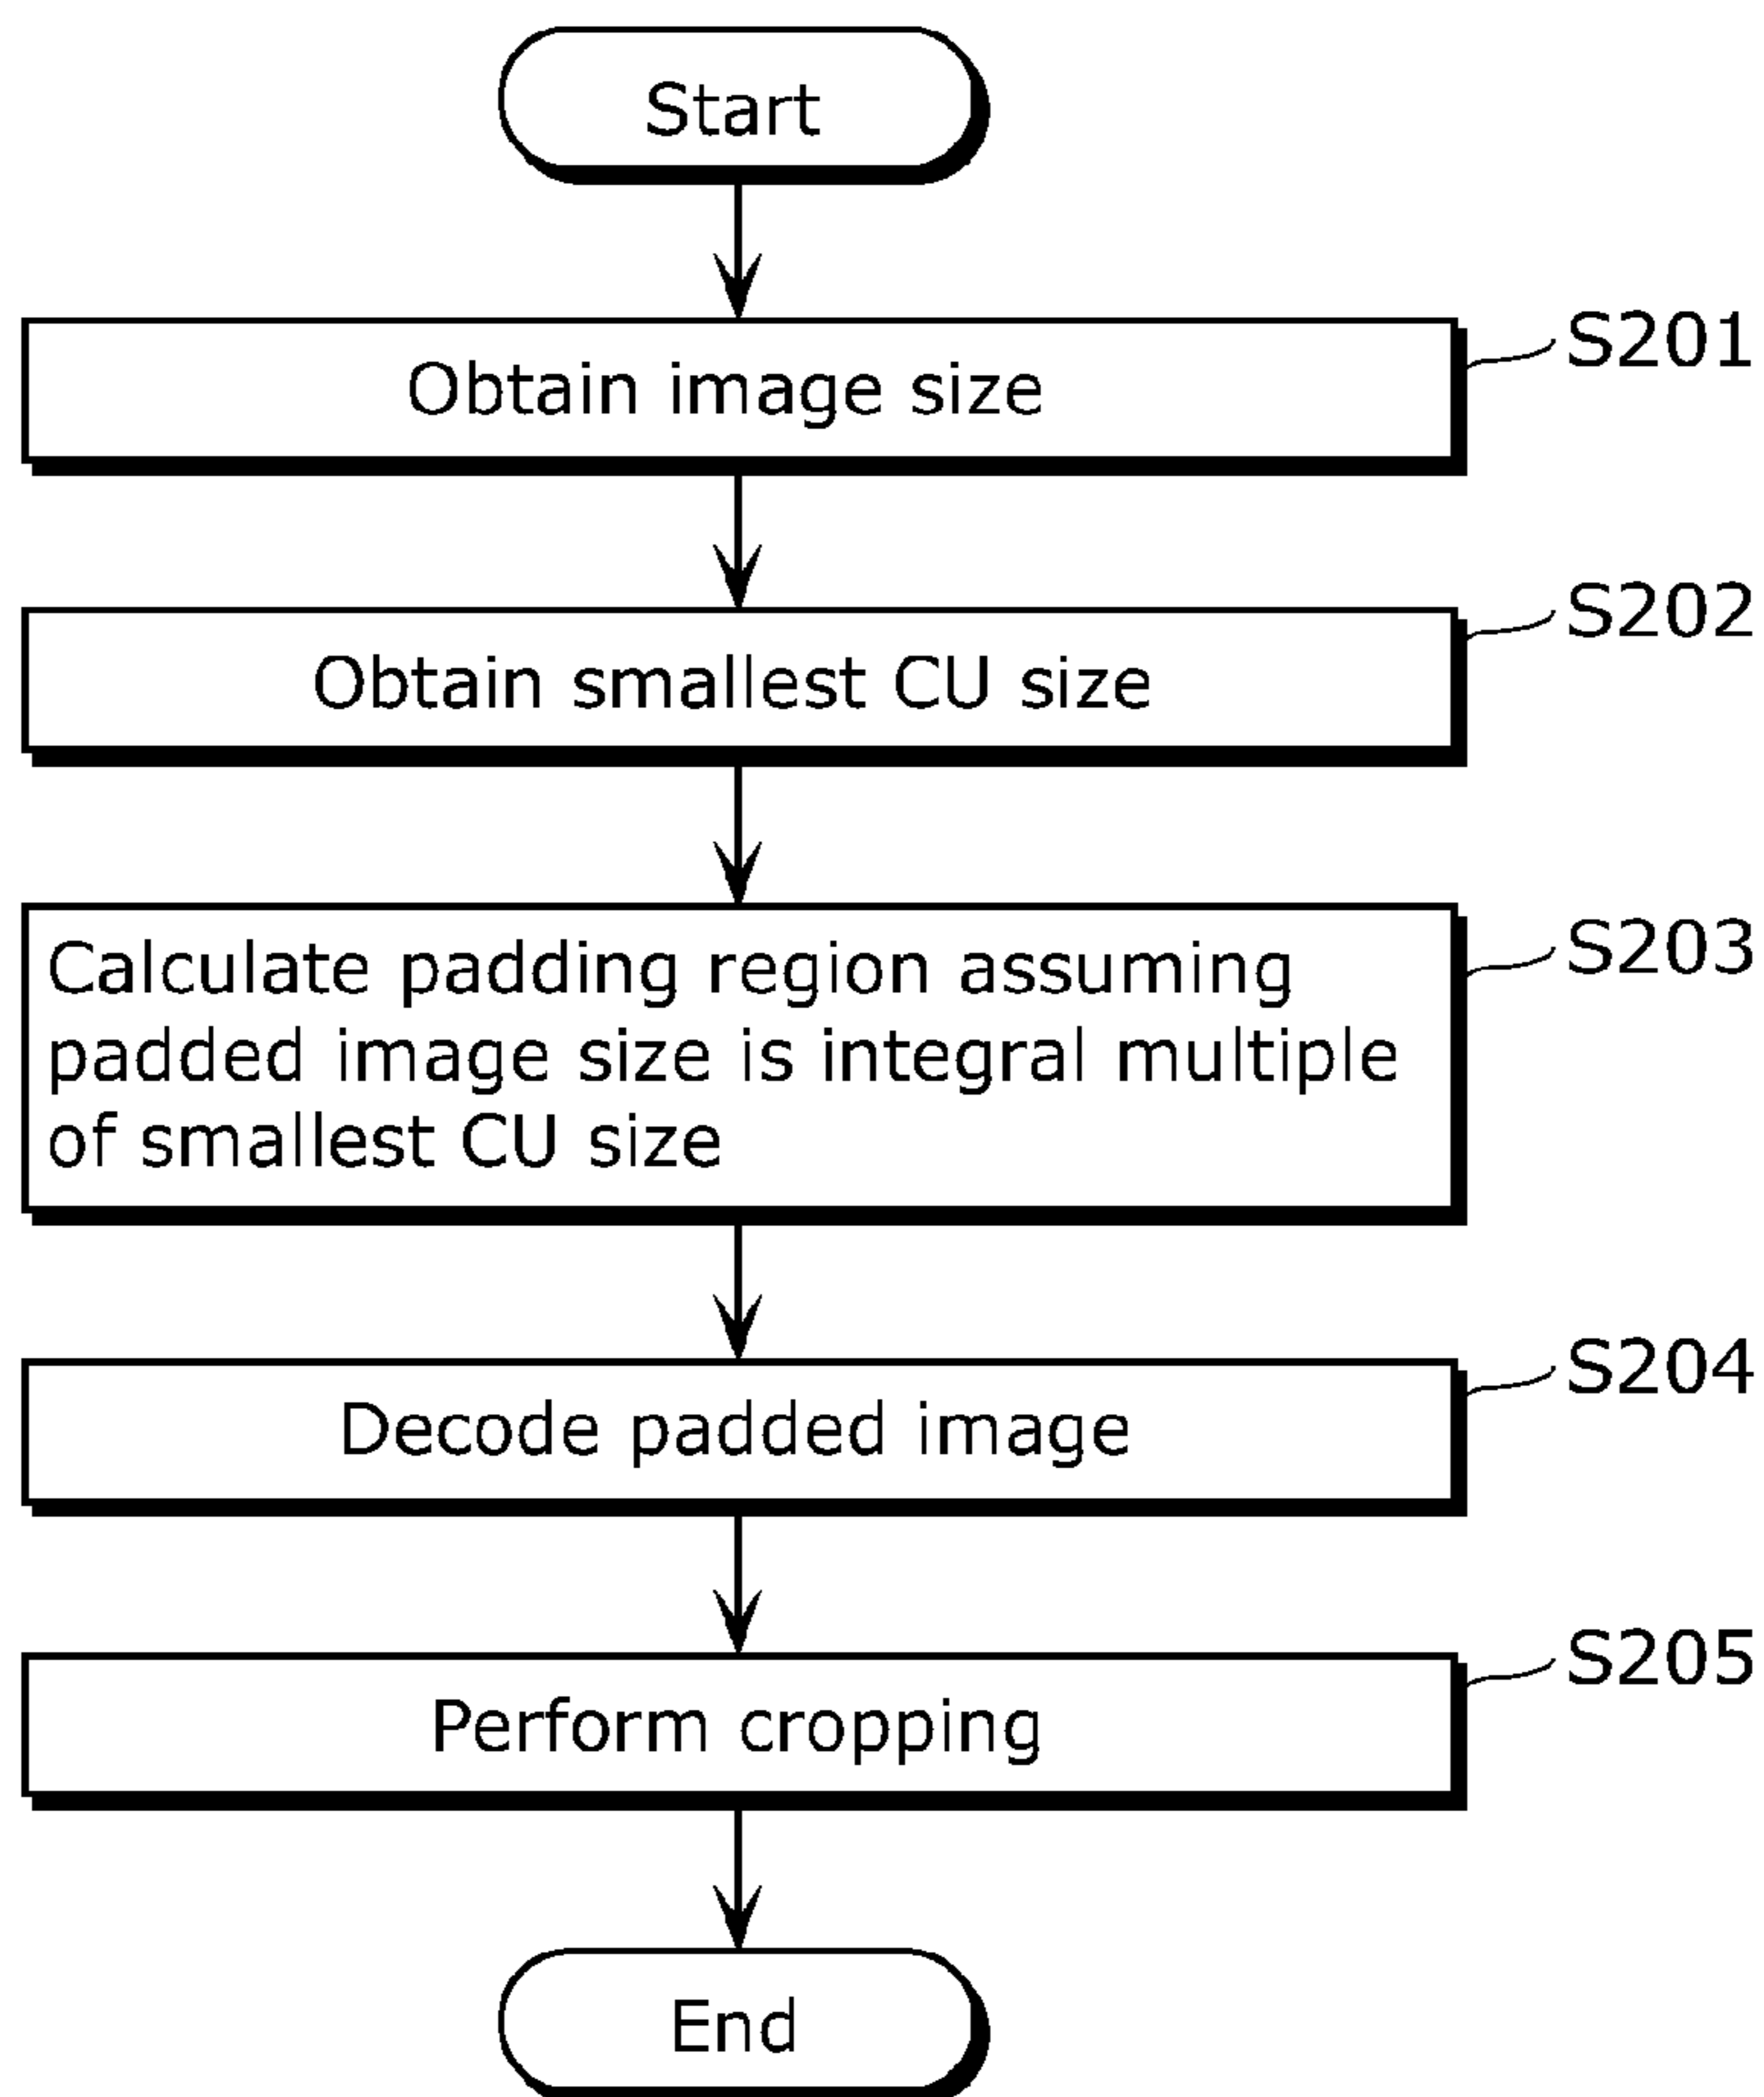 Start
Obtain image size
S201
Obtain smallest CU size
S202
Calculate padding region assuming
padded image size is integral multiple
of smallest CU size
S203
Decode padded image
S204
Perform cropping
S205
End